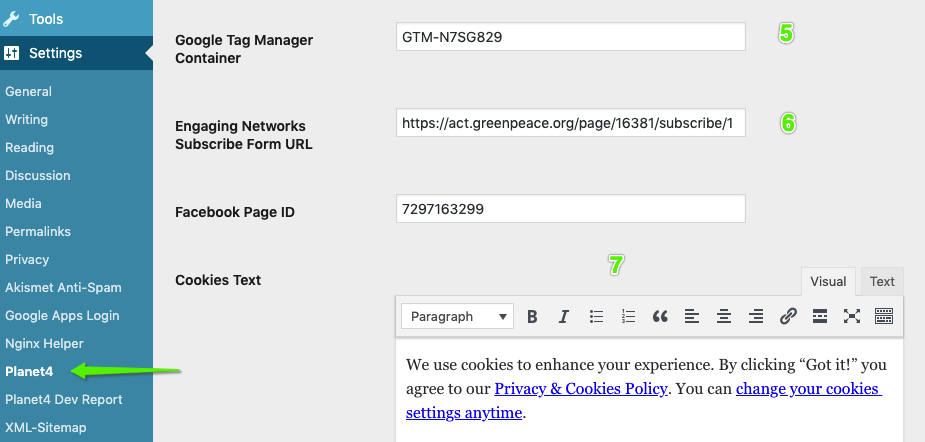 Tools
Settings
General
Writing
Reading
Discussion
Media
Permalinks
Privacy
Akismet Anti-Spam
Google Apps Login
Nginx Helper
Planet4
Planet4 Dev Report
XML-Sitemap
Google Tag Manager
Container
GTM-N7SG829
5
Engaging Networks
Subscribe Form URL
https://act.greenpeace.org/page/16381/subscribe/1
6
Facebook Page ID
7297163299
7
Cookies Text
Visual Text
Paragraph
We use cookies to enhance your experience. By clicking “Got it!” you
agree to our Privacy & Cookies Policy. You can change your cookies
settings anytime.